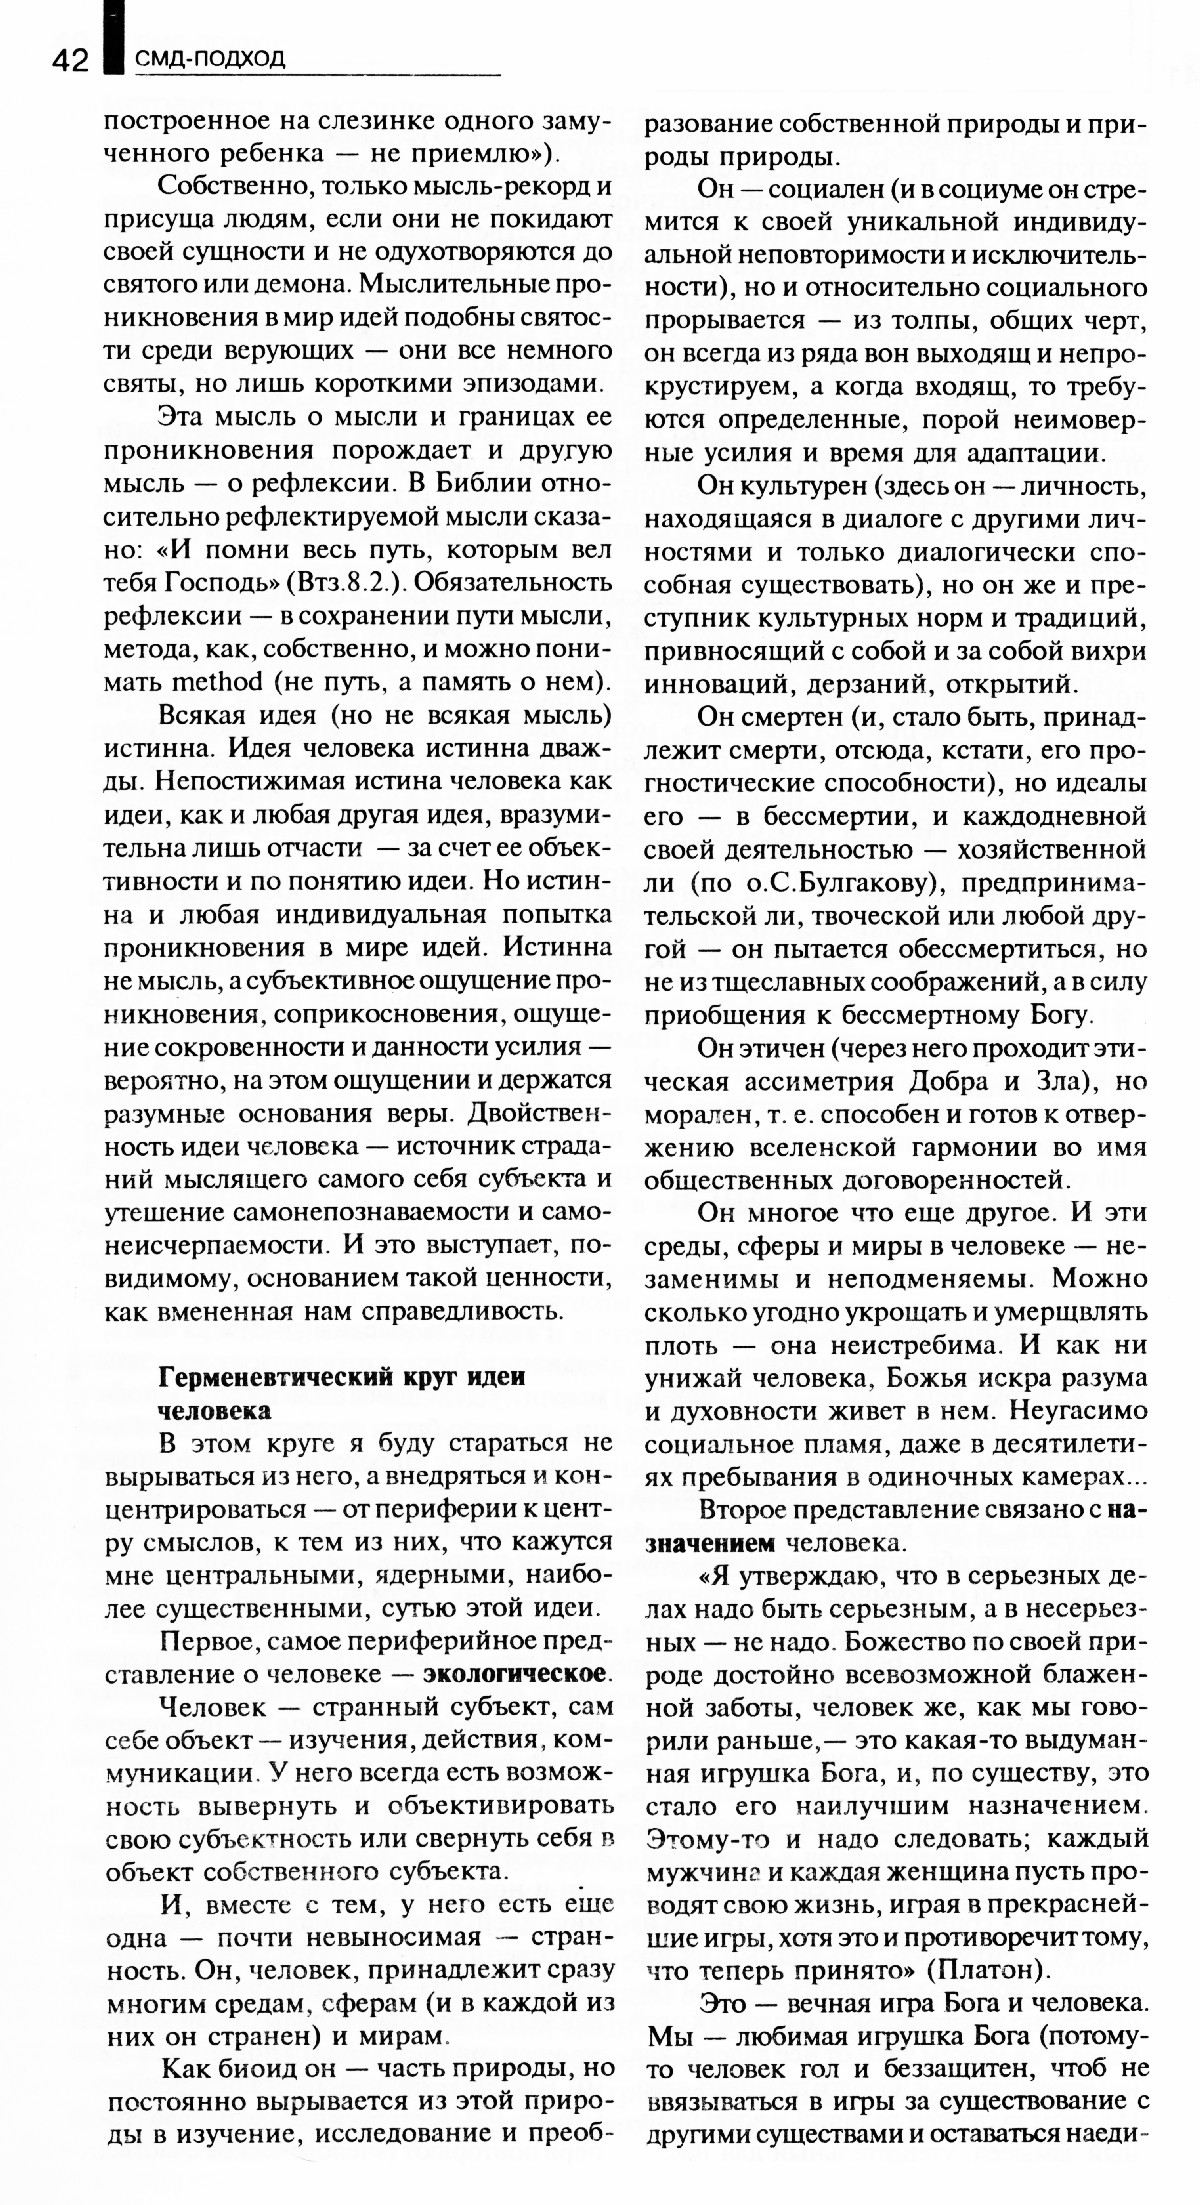 42
СМД-ПОДХОД
построенное на слезинке одного заму-
ченного ребенка — не приемлю»).
Собственно, только мысль-рекорд и
присуща людям, если они не покидают
своей сущности и не одухотворяются до
святого или демона. Мыслительные про-
никновения в мир идей подобны святос-
ти среди верующих — они все немного
святы, но лишь короткими эпизодами.
Эта мысль о мысли и границах ее
проникновения порождает и другую
мысль — о рефлексии. В Библии отно-
сительно рефлектируемой мысли сказа-
но: «И помни весь путь, которым вел
тебя Господь» (Втз.8.2.). Обязательность
рефлексии — в сохранении пути мысли,
метода, как, собственно, и можно пони-
мать method (не путь, а память о нем).
Всякая идея (но не всякая мысль)
истинна. Идея человека истинна дваж-
ды. Непостижимая истина человека как
идеи, как и любая другая идея, вразуми-
тельна лишь отчасти — за счет ее объек-
тивности и по понятию идеи. Но истин-
на и любая индивидуальная попытка
проникновения в мире идей. Истинна
не мысль, а субъективное ощущение про-
никновения, соприкосновения, ощуще-
ние сокровенности и данности усилия —
вероятно, на этом ощущении и держатся
разумные основания веры. Двойствен-
ность идеи человека — источник страда-
ний мыслящего самого себя субъекта и
утешение самонепознаваемости и само-
неисчерпаемости. И это выступает, по-
видимому, основанием такой ценности,
как вмененная нам справедливость.
Герменевтический круг идеи
человека
В этом круге я буду стараться не
вырываться из него, а внедряться и кон-
центрироваться — от периферии к цент-
ру смыслов, к тем из них, что кажутся
мне центральными, ядерными, наибо-
лее существенными, сутью этой идеи.
Первое, самое периферийное пред-
ставление о человеке — экологическое.
Человек — странный субъект, сам
себе объект — изучения, действия, ком-
муникации. У него всегда есть возмож-
ность вывернуть и объективировать
свою субъектность или свернуть себя в
объект собственного субъекта.
И, вместе с тем, у него есть еще
одна — почти невыносимая — стран-
ность. Он, человек, принадлежит сразу
многим средам, сферам (и в каждой из
них он странен) и мирам.
Как биоид он — часть природы, но
постоянно вырывается из этой приро-
ды в изучение, исследование и преоб-
разование собственной природы и при-
роды природы.
Он — социален (и в социуме он стре-
мится к своей уникальной индивиду-
альной неповторимости и исключитель-
ности), но и относительно социального
прорывается — из толпы, общих черт,
он всегда из ряда вон выходящ и непро-
крустируем, а когда входящ, то требу-
ются определенные, порой неимовер-
ные усилия и время для адаптации.
Он культурен (здесь он — личность,
находящаяся в диалоге с другими лич-
ностями и только диалогически спо-
собная существовать), но он же и пре-
ступник культурных норм и традиций,
привносящий с собой и за собой вихри
инноваций, дерзаний, открытий.
Он смертен (и, стало быть, принад-
лежит смерти, отсюда, кстати, его про-
гностические способности), но идеалы
его — в бессмертии, и каждодневной
своей деятельностью — хозяйственной
ли (по о.С.Булгакову), предпринима-
тельской ли, твоческой или любой дру-
гой — он пытается обессмертиться, но
не из тщеславных соображений, а в силу
приобщения к бессмертному Богу.
Он этичен (через него проходит эти-
ческая ассиметрия Добра и Зла), но
морален, т. е. способен и готов к отвер-
жению вселенской гармонии во имя
общественных договоренностей.
Он многое что еще другое. И эти
среды, сферы и миры в человеке — не-
заменимы и неподменяемы. Можно
сколько угодно укрощать и умерщвлять
плоть — она неистребима. И как ни
унижай человека, Божья искра разума
и духовности живет в нем. Неугасимо
социальное пламя, даже в десятилети-
ях пребывания в одиночных камерах...
Второе представление связано с на-
значением человека.
«Я утверждаю, что в серьезных де-
лах надо быть серьезным, а в несерьез-
ных — не надо. Божество по своей при-
роде достойно всевозможной блажен-
ной заботы, человек же, как мы гово-
рили раньше,— это какая-то выдуман-
ная игрушка Бога, и, по существу, это
стало его наилучшим назначением.
Этому-то и надо следовать; каждый
мужчина и каждая женщина пусть про-
водят свою жизнь, играя в прекрасней-
шие игры, хотя это и противоречит тому,
что теперь принято» (Платон).
Это — вечная игра Бога и человека.
Мы — любимая игрушка Бога (потому-
то человек гол и беззащитен, чтоб не
ввязываться в игры за существование с
другими существами и оставаться наеди-